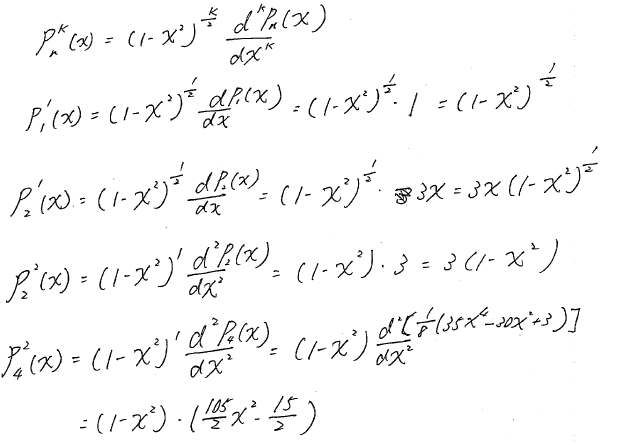 P_n^k(x) = (1-x²)^{k/2} d^k P_n(x)/dx^k
P_1^1(x) = (1-x²)^{1/2} dP_1(x)/dx = (1-x²)^{1/2} · 1 = (1-x²)^{1/2}
P_2^1(x) = (1-x²)^{1/2} dP_2(x)/dx = (1-x²)^{1/2} · 3x = 3x(1-x²)^{1/2}
P_2^2(x) = (1-x²)^1 d²P_2(x)/dx² = (1-x²) · 3 = 3(1-x²)
P_4^2(x) = (1-x²)^1 d²P_4(x)/dx² = (1-x²) d²[1/8(35x⁴-30x²+3)]/dx²
= (1-x²) · (105/2 x² - 15/2)